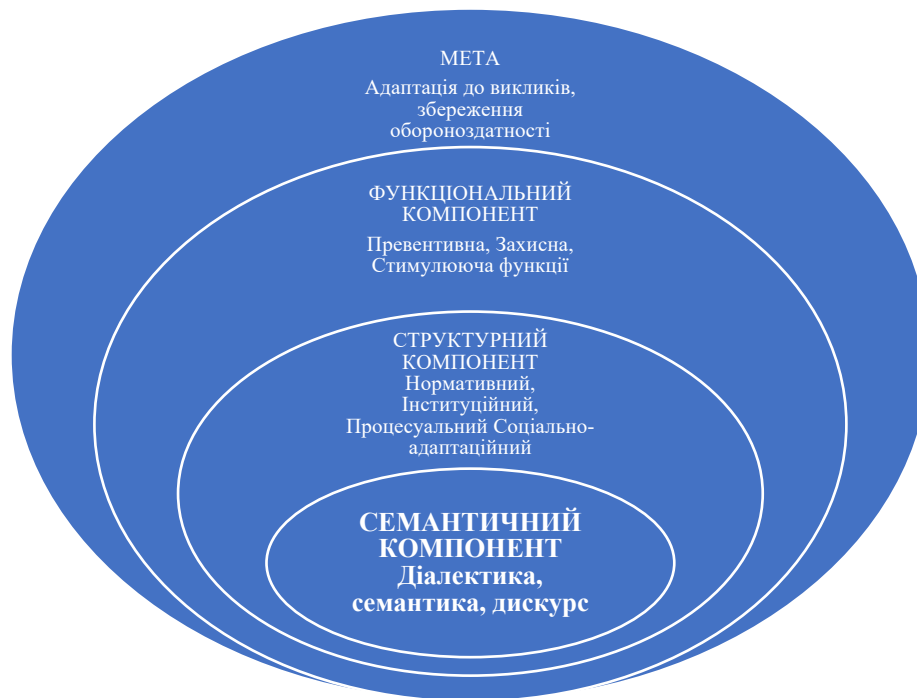 МЕТА
Адаптація до викликів,
збереження
обороноздатності
ФУНКЦІОНАЛЬНИЙ
КОМПОНЕНТ
Превентивна, Захисна,
Стимулююча функції
СТРУКТУРНИЙ
КОМПОНЕНТ
Нормативний,
Інституційний,
Процесуальний Соціально-
адаптаційний
СЕМАНТИЧНИЙ
КОМПОНЕНТ
Діалектика,
семантика, дискурс